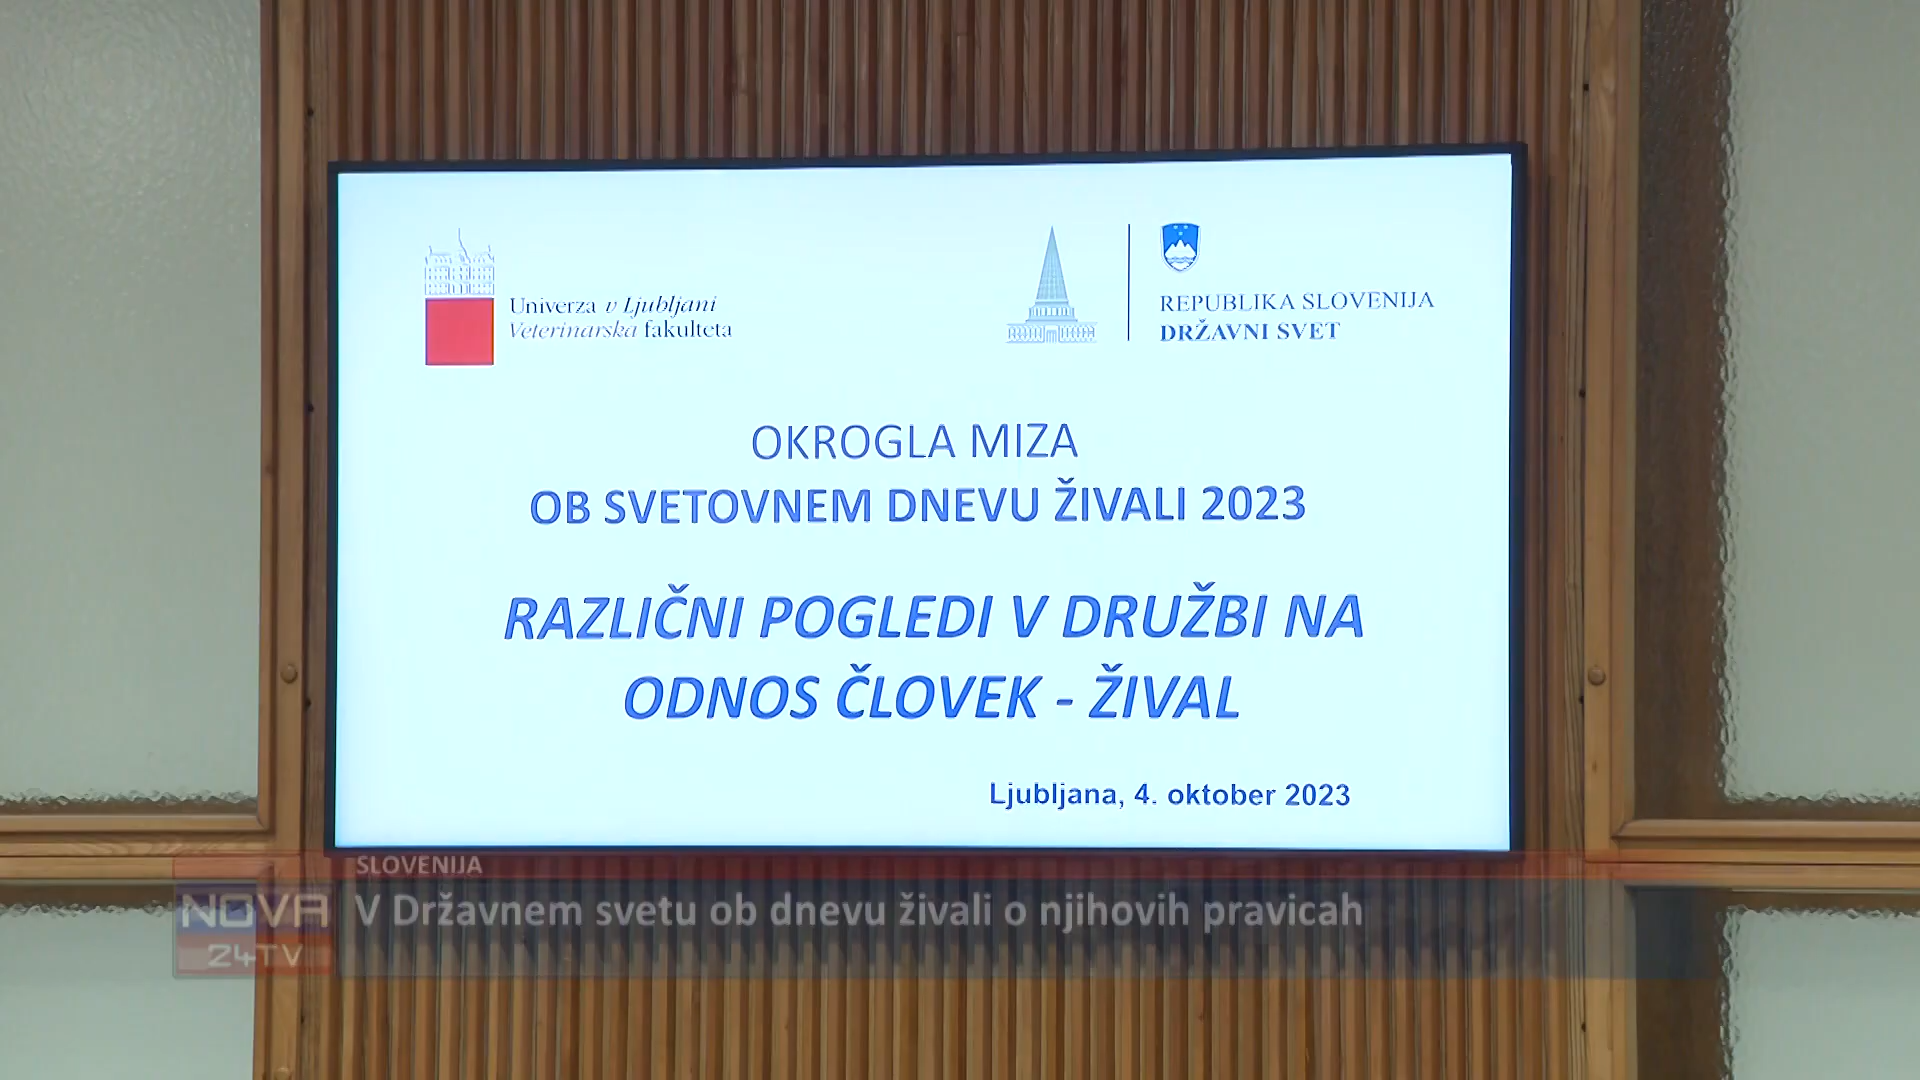 Univerza v Ljubljani
Veterinarska fakulteta
REPUBLIKA SLOVENIJA
DRŽAVNI SVET
OKROGLA MIZA
OB SVETOVNEM DNEVU ŽIVALI 2023
RAZLIČNI POGLEDI V DRUŽBI NA
ODNOS ČLOVEK - ŽIVAL
Ljubljana, 4. oktober 2023
SLOVENIJA
NOVA
24TV
V Državnem svetu ob dnevu živali o njihovih pravicah